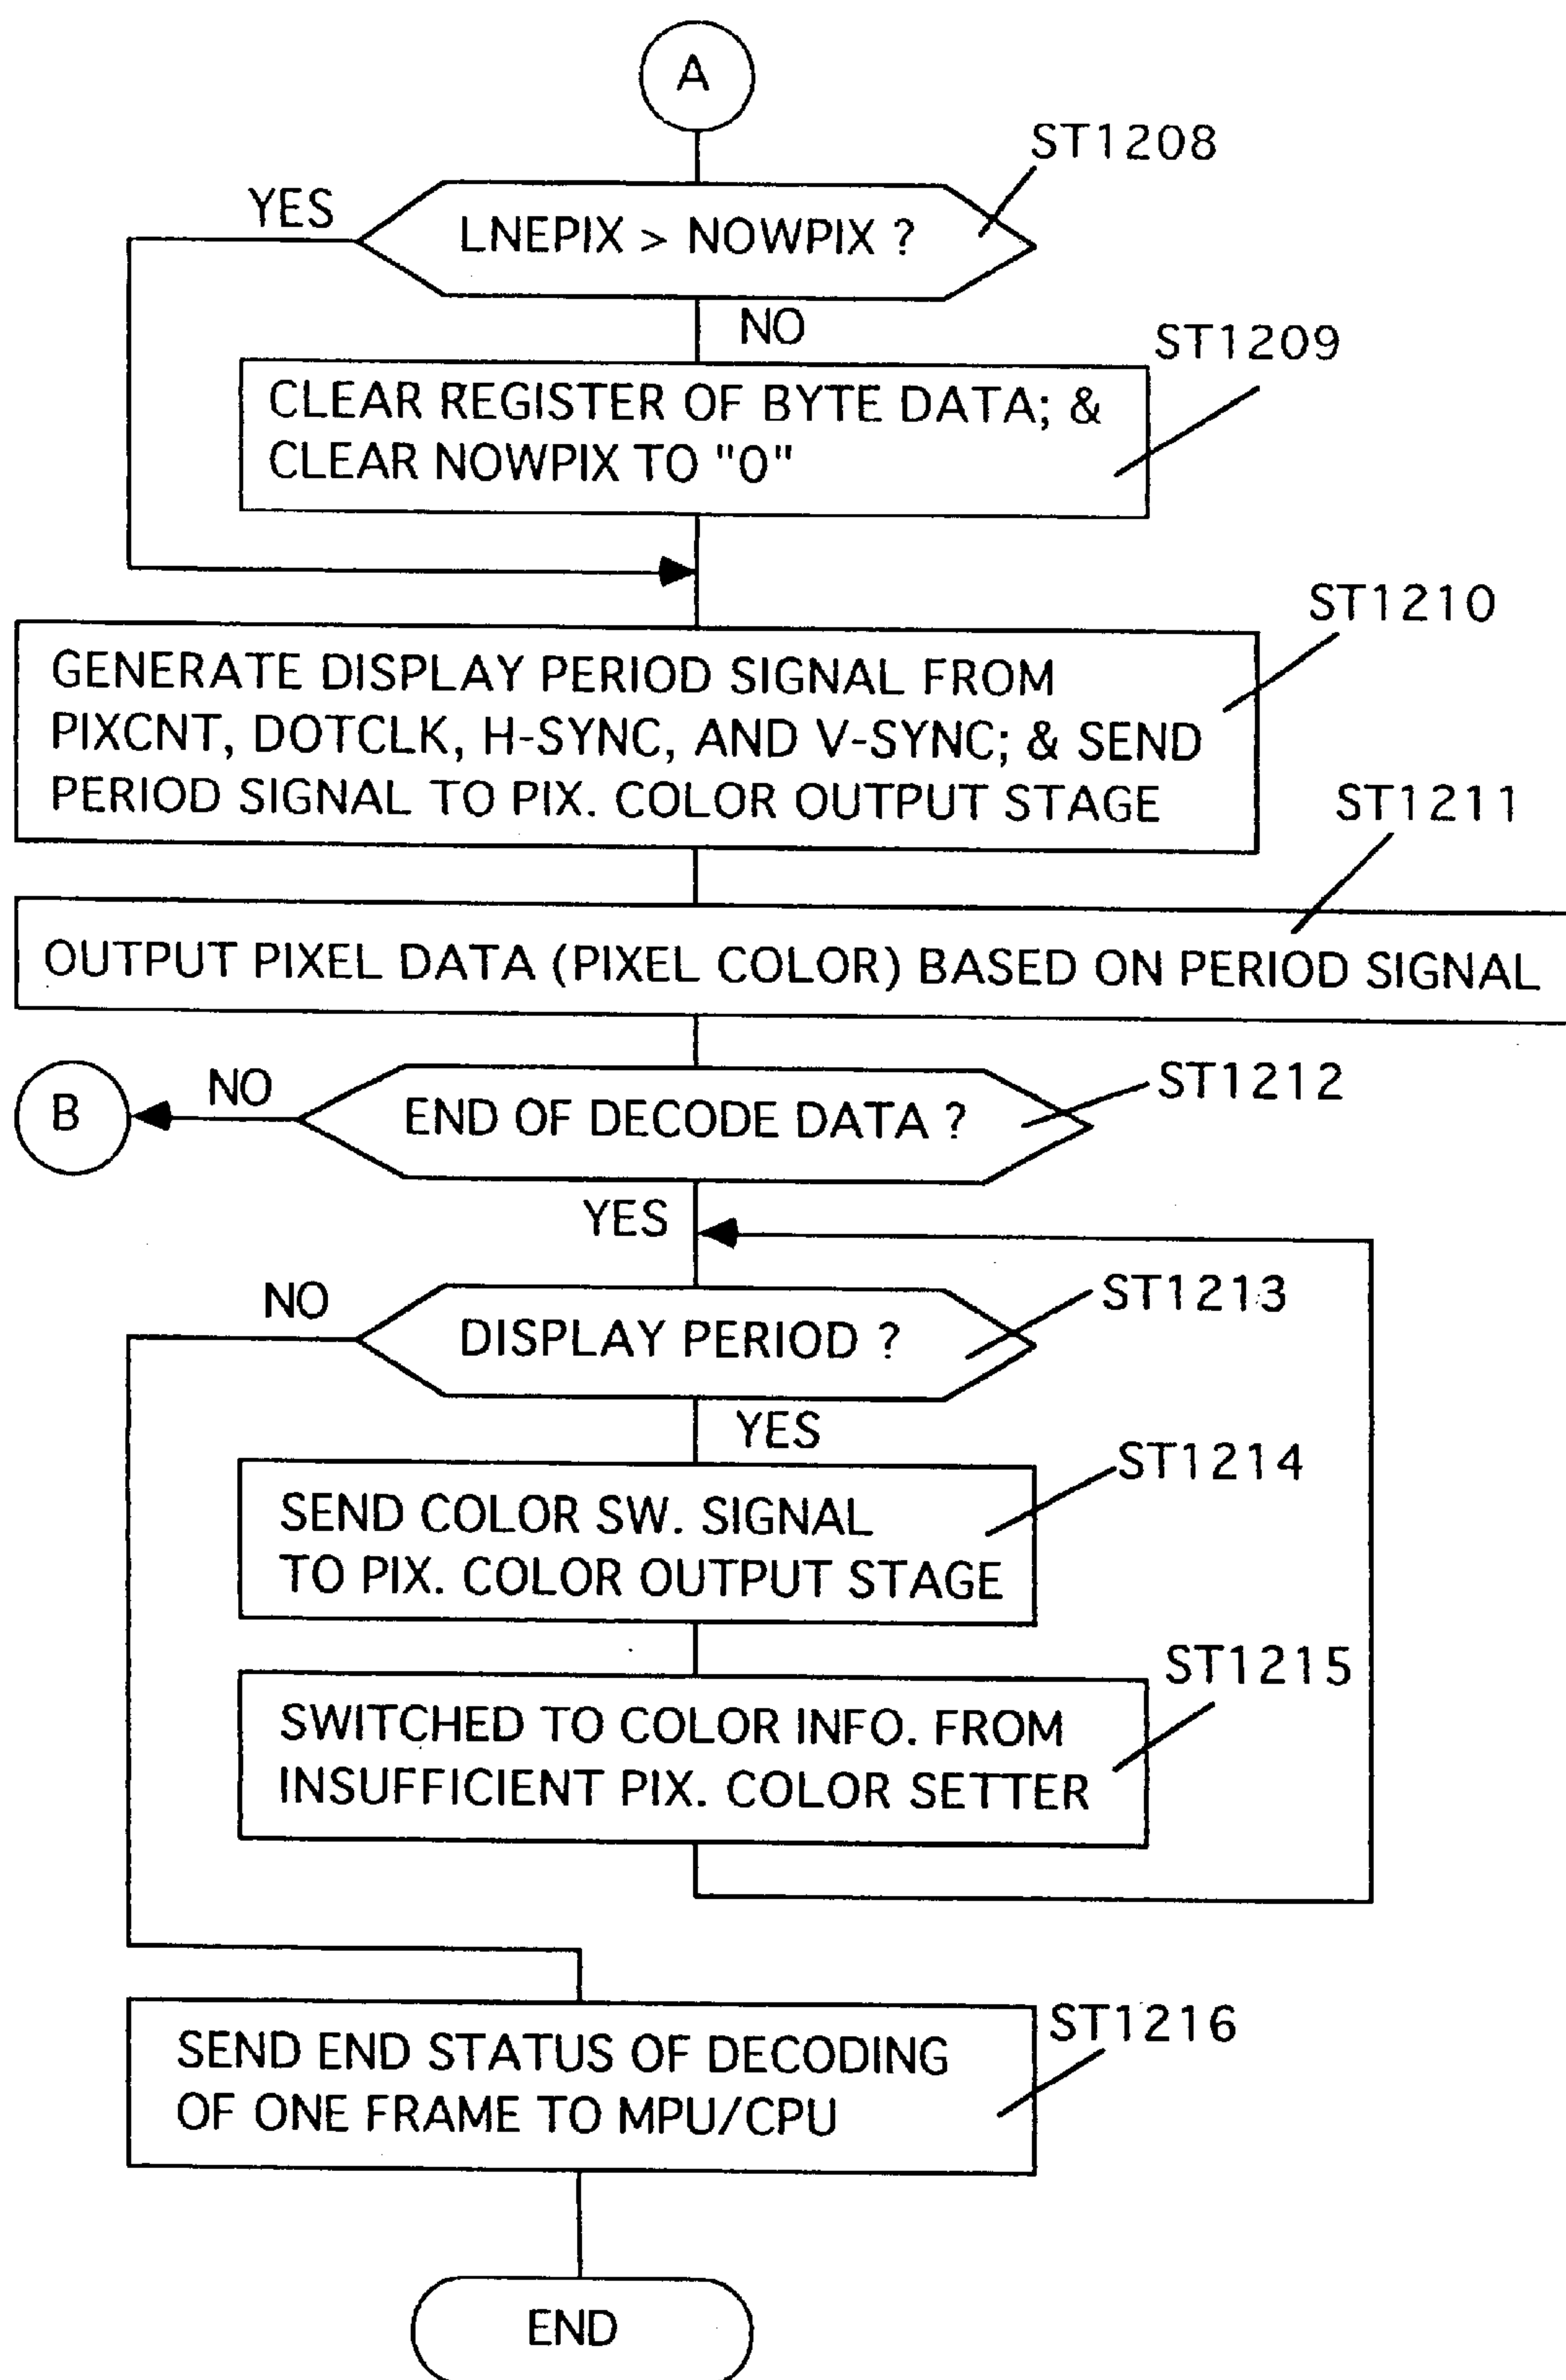 A
ST1208
YES
LNEPIX > NOWPIX ?
NO
ST1209
CLEAR REGISTER OF BYTE DATA; &
CLEAR NOWPIX TO "0"
ST1210
GENERATE DISPLAY PERIOD SIGNAL FROM
PIXCNT, DOTCLK, H-SYNC, AND V-SYNC; & SEND
PERIOD SIGNAL TO PIX. COLOR OUTPUT STAGE
ST1211
OUTPUT PIXEL DATA (PIXEL COLOR) BASED ON PERIOD SIGNAL
B
NO
END OF DECODE DATA ?
ST1212
YES
NO
DISPLAY PERIOD ?
ST1213
YES
ST1214
SEND COLOR SW. SIGNAL
TO PIX. COLOR OUTPUT STAGE
ST1215
SWITCHED TO COLOR INFO. FROM
INSUFFICIENT PIX. COLOR SETTER
ST1216
SEND END STATUS OF DECODING
OF ONE FRAME TO MPU/CPU
END